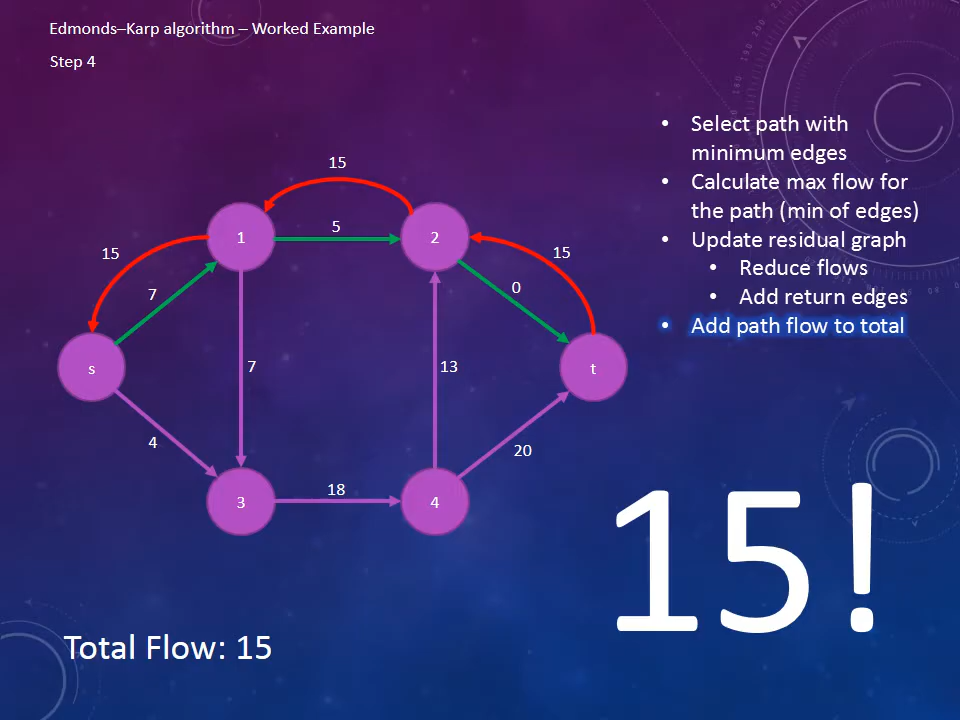 Edmonds–Karp algorithm – Worked Example
Step 4
• Select path with
minimum edges
• Calculate max flow for
the path (min of edges)
• Update residual graph
• Reduce flows
• Add return edges
• Add path flow to total
15
15
5
1
2
15
7
0
15
s
7
13
t
4
20
3
18
4
15!
Total Flow: 15